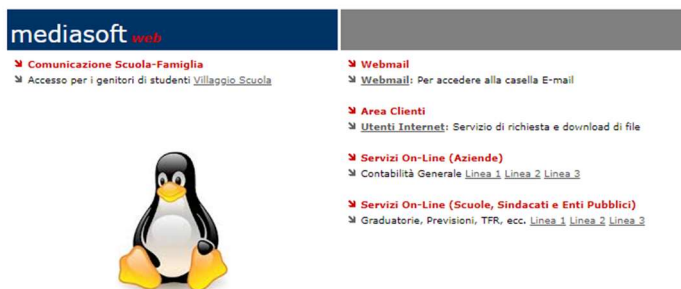 mediasoft web
Comunicazione Scuola-Famiglia
Accesso per i genitori di studenti Villaggio Scuola
Webmail
Webmail: Per accedere alla casella E-mail
Area Clienti
Utenti Internet: Servizio di richiesta e download di file
Servizi On-Line (Aziende)
Contabilità Generale Linea 1 Linea 2 Linea 3
Servizi On-Line (Scuole, Sindacati e Enti Pubblici)
Graduatorie, Previsioni, TFR, ecc. Linea 1 Linea 2 Linea 3